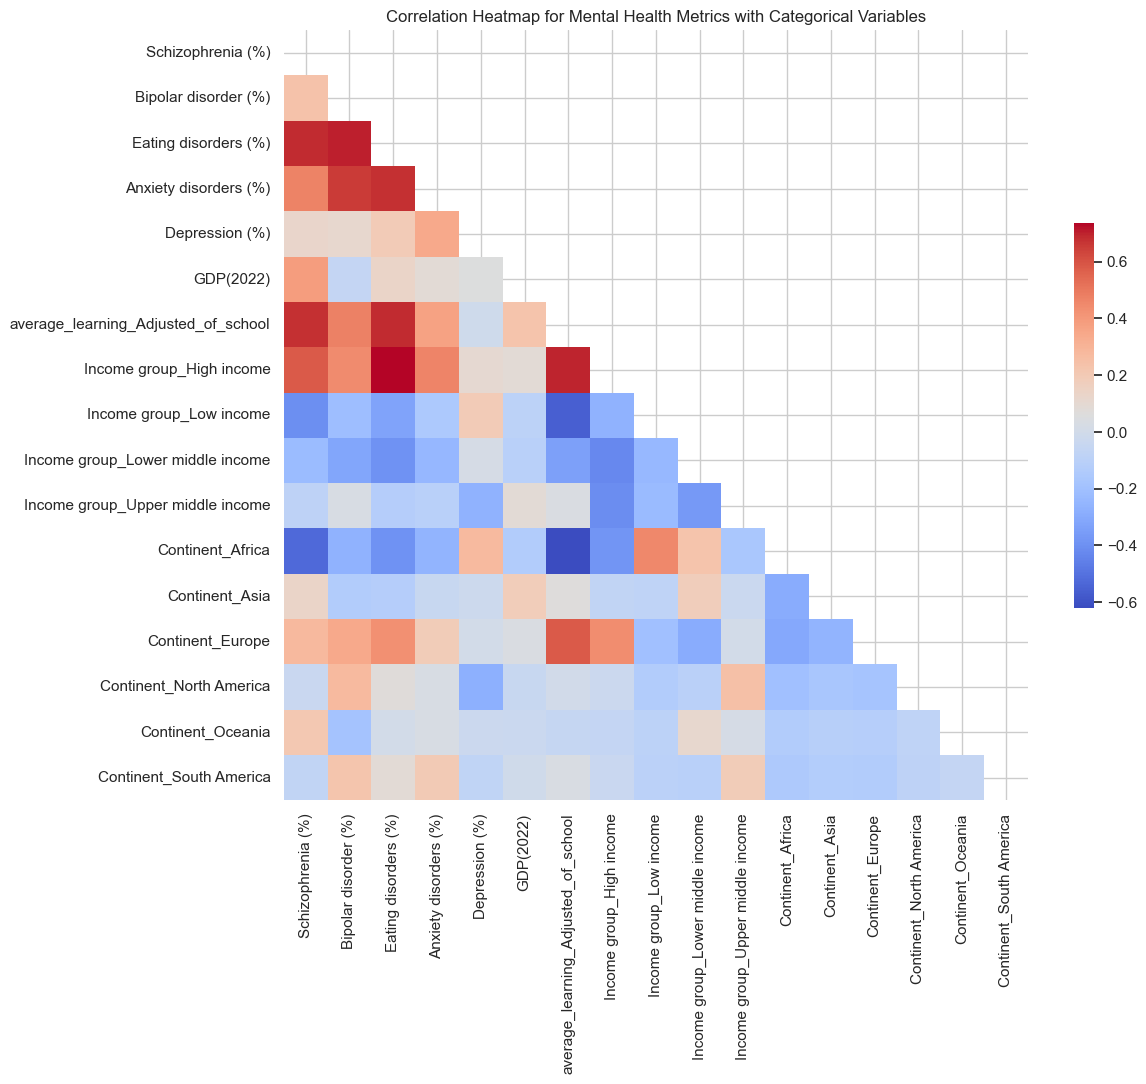 Correlation Heatmap for Mental Health Metrics with Categorical Variables
Schizophrenia (%)
Bipolar disorder (%)
Eating disorders (%)
Anxiety disorders (%)
Depression (%)
GDP(2022)
average_learning_Adjusted_of_school
Income group_High income
Income group_Low income
Income group_Lower middle income
Income group_Upper middle income
Continent_Africa
Continent_Asia
Continent_Europe
Continent_North America
Continent_Oceania
Continent_South America
Schizophrenia (%)
Bipolar disorder (%)
Eating disorders (%)
Anxiety disorders (%)
Depression (%)
GDP(2022)
average_learning_Adjusted_of_school
Income group_High income
Income group_Low income
Income group_Lower middle income
Income group_Upper middle income
Continent_Africa
Continent_Asia
Continent_Europe
Continent_North America
Continent_Oceania
Continent_South America
0.6
0.4
0.2
0.0
−0.2
−0.4
−0.6